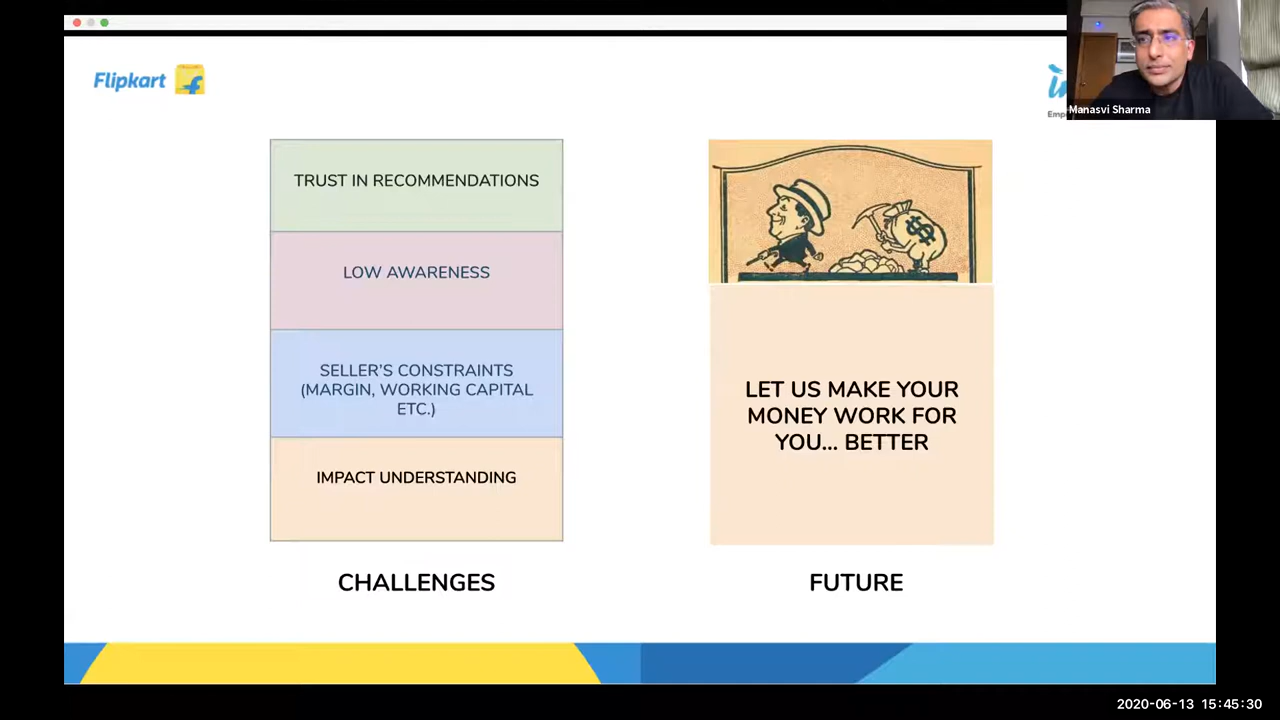 Flipkart
Manasvi Sharma
TRUST IN RECOMMENDATIONS
LOW AWARENESS
SELLER'S CONSTRAINTS
(MARGIN, WORKING CAPITAL
ETC.)
IMPACT UNDERSTANDING
CHALLENGES
$
LET US MAKE YOUR
MONEY WORK FOR
YOU... BETTER
FUTURE
2020-06-13 15:45:30